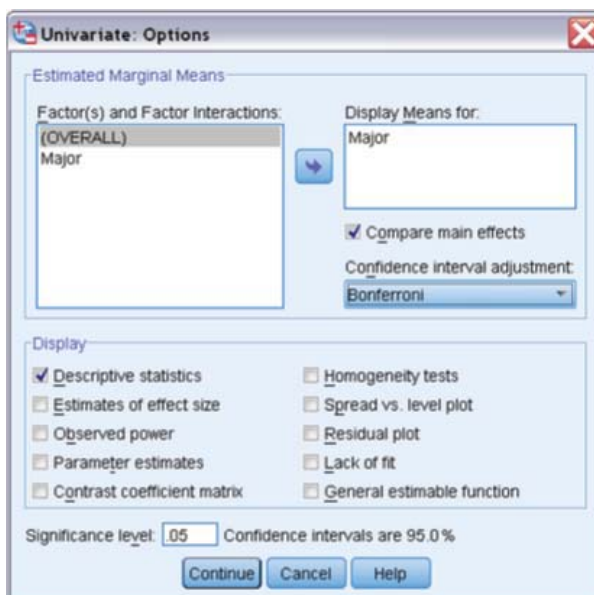 Univariate: Options
Estimated Marginal Means
Factor(s) and Factor Interactions:
(OVERALL)
Major
Display Means for:
Major
Compare main effects
Confidence interval adjustment:
Bonferroni
Display
Descriptive statistics
Homogeneity tests
Estimates of effect size
Spread vs. level plot
Observed power
Residual plot
Parameter estimates
Lack of fit
Contrast coefficient matrix
General estimable function
Significance level: .05 Confidence intervals are 95.0%
Continue Cancel Help